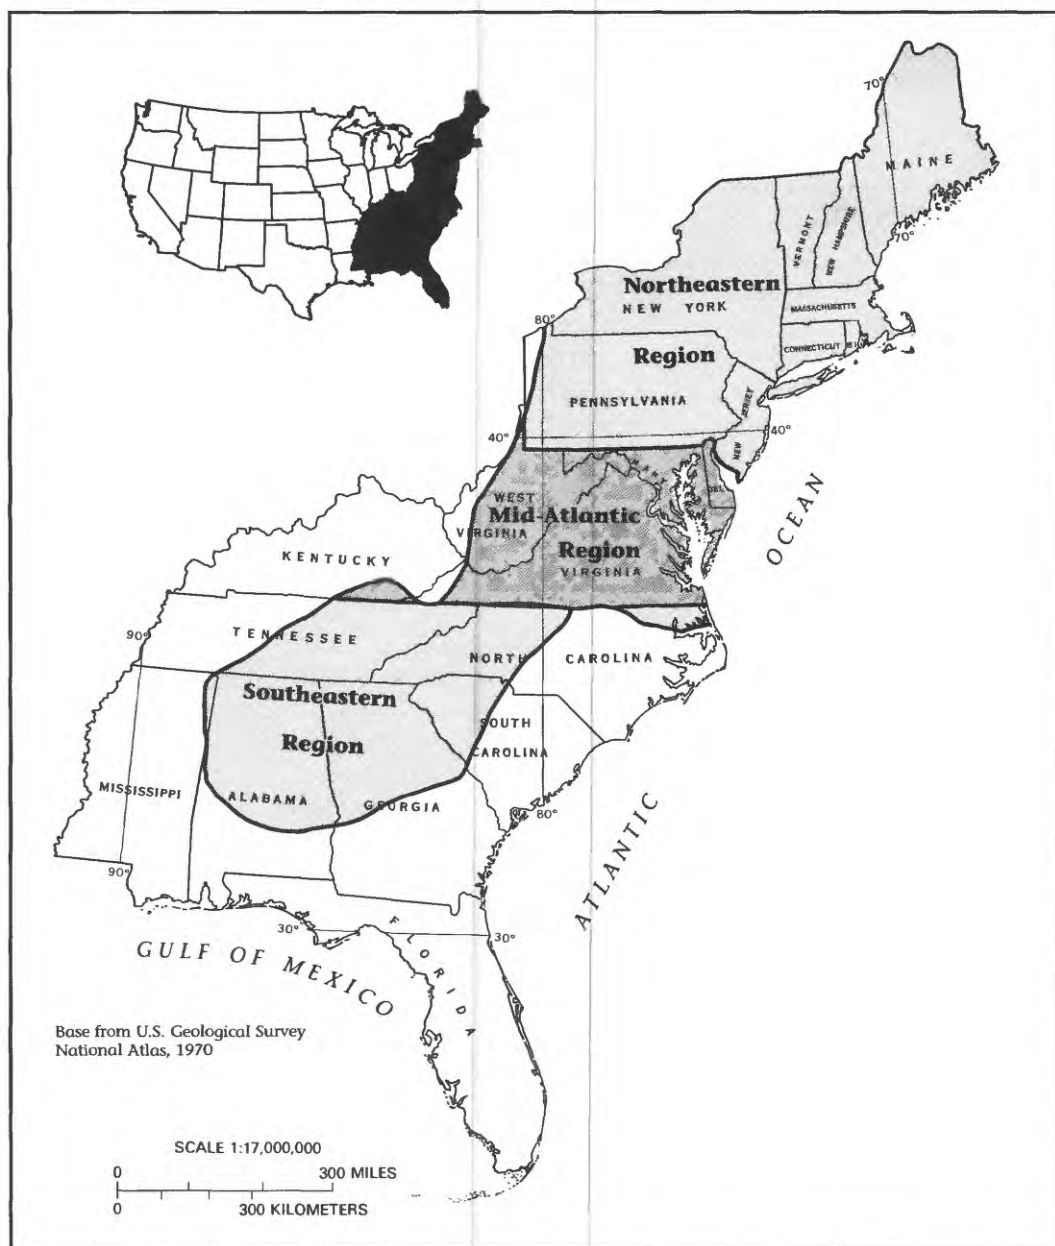 70°
MAINE
VERMONT
NEW HAMPSHIRE
70°
Northeastern
NEW YORK
MASSACHUSETTS
80°
CONNECTICUT
R I
Region
PENNSYLVANIA
NEW JERSEY
40°
40°
MARY
DEL
WEST
VIRGINIA
Mid-Atlantic
Region
VIRGINIA
OCEAN
KENTUCKY
90°
TENNESSEE
NORTH CAROLINA
Southeastern
Region
SOUTH
CAROLINA
MISSISSIPPI
ALABAMA
GEORGIA
80°
90°
ATLANTIC
30°
30°
FLORIDA
GULF OF MEXICO
Base from U.S. Geological Survey
National Atlas, 1970
SCALE 1:17,000,000
0 300 MILES
0 300 KILOMETERS